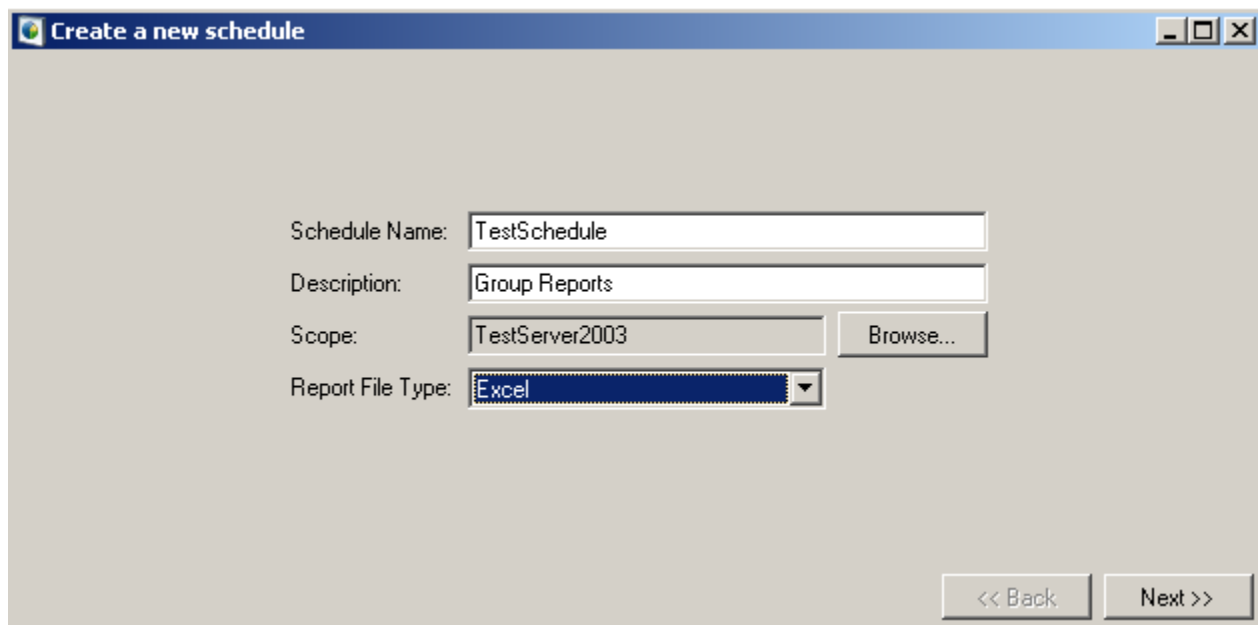 Create a new schedule
Schedule Name: TestSchedule
Description: Group Reports
Scope: TestServer2003 Browse...
Report File Type: Excel
<< Back Next >>